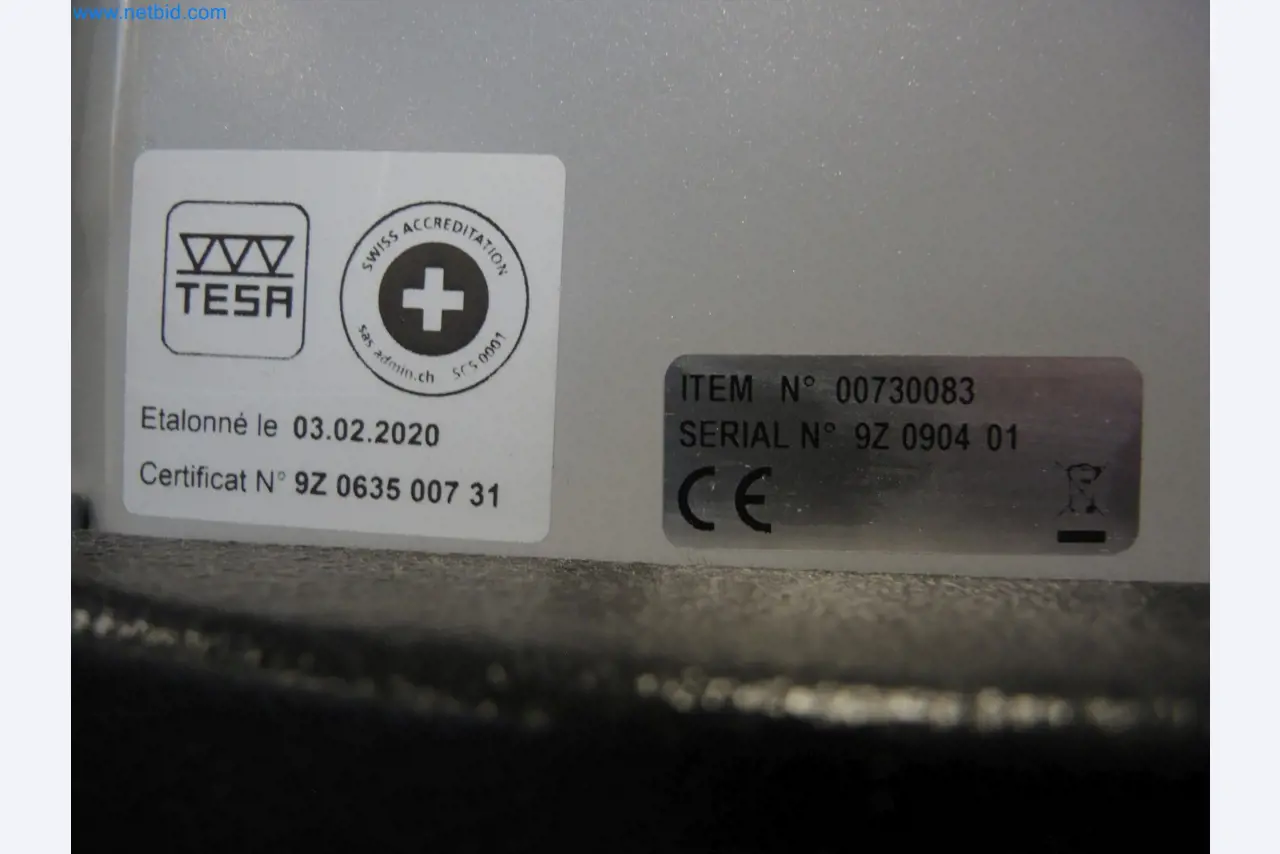 www.netbid.com
TESA
SWISS ACCREDITATION
sas.admin.ch SCS 0001
Etalonné le 03.02.2020
Certificat N° 9Z 0635 007 31
ITEM N° 00730083
SERIAL N° 9Z 0904 01
CE